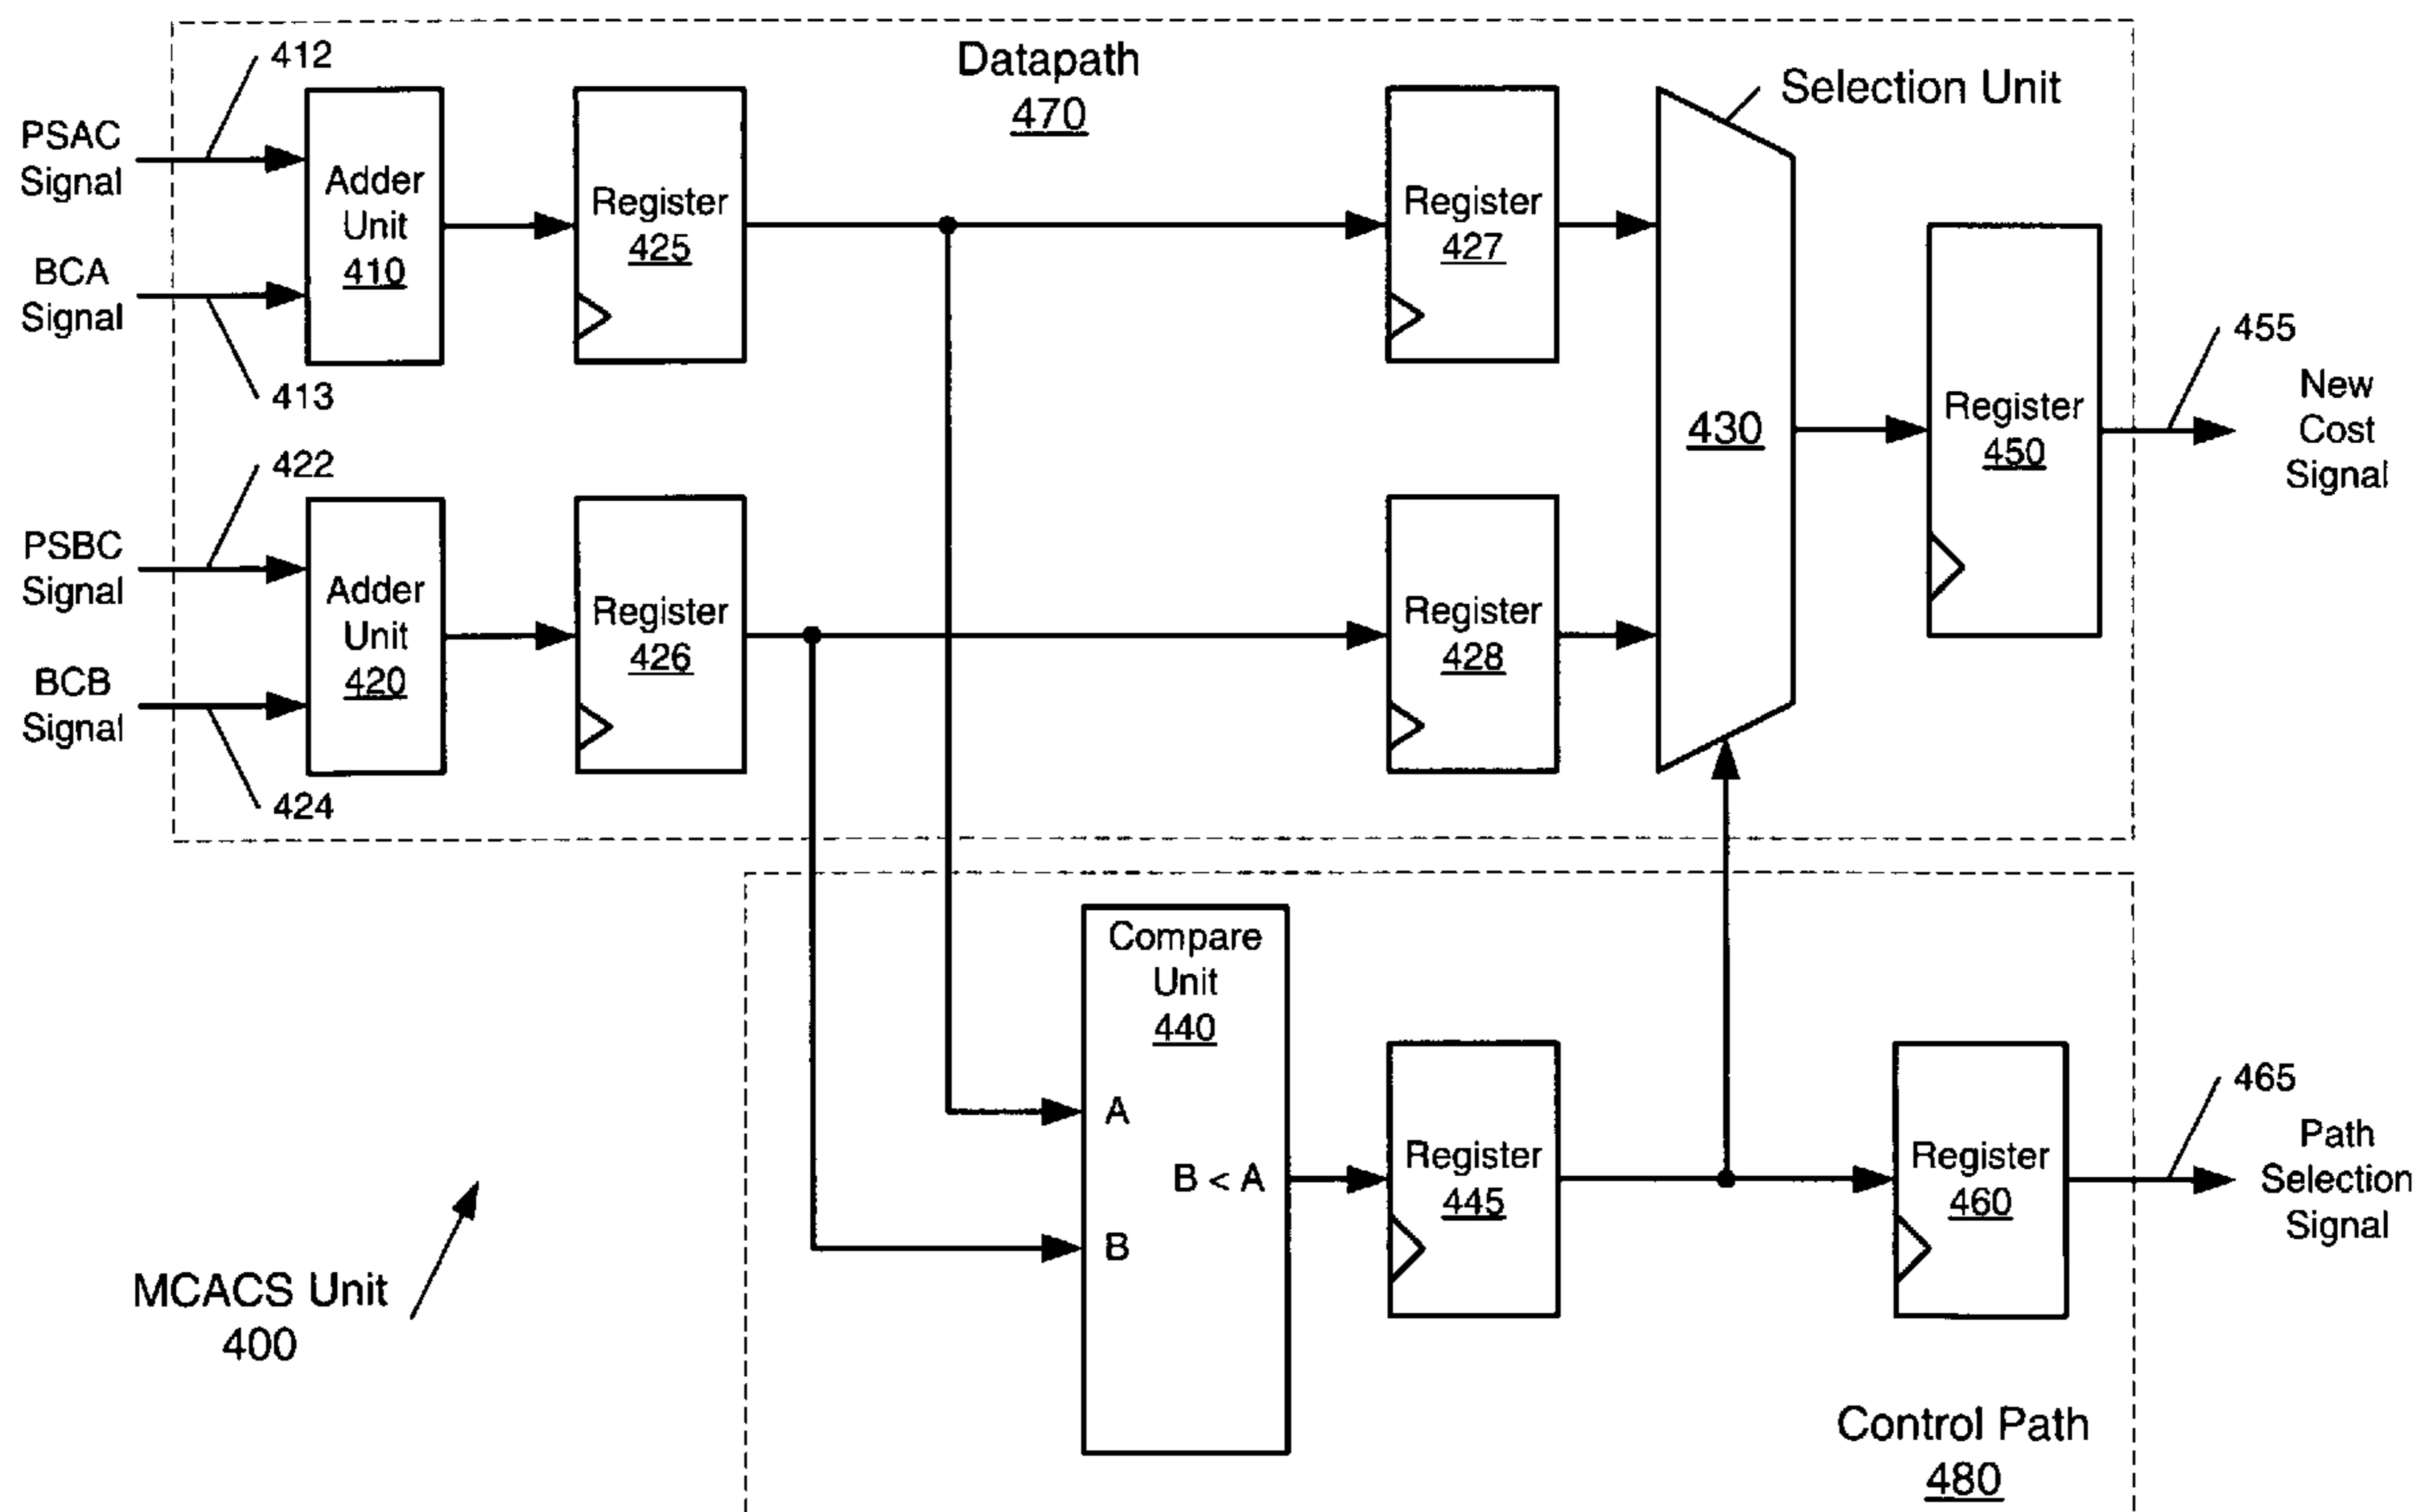 Datapath
470
Selection Unit
412
PSAC
Signal
BCA
Signal
413
Adder
Unit
410
Register
425
Register
427
430
Register
450
455
New
Cost
Signal
422
PSBC
Signal
BCB
Signal
424
Adder
Unit
420
Register
426
Register
428
Compare
Unit
440
A
B < A
B
Register
445
Register
460
465
Path
Selection
Signal
MCACS Unit
400
Control Path
480